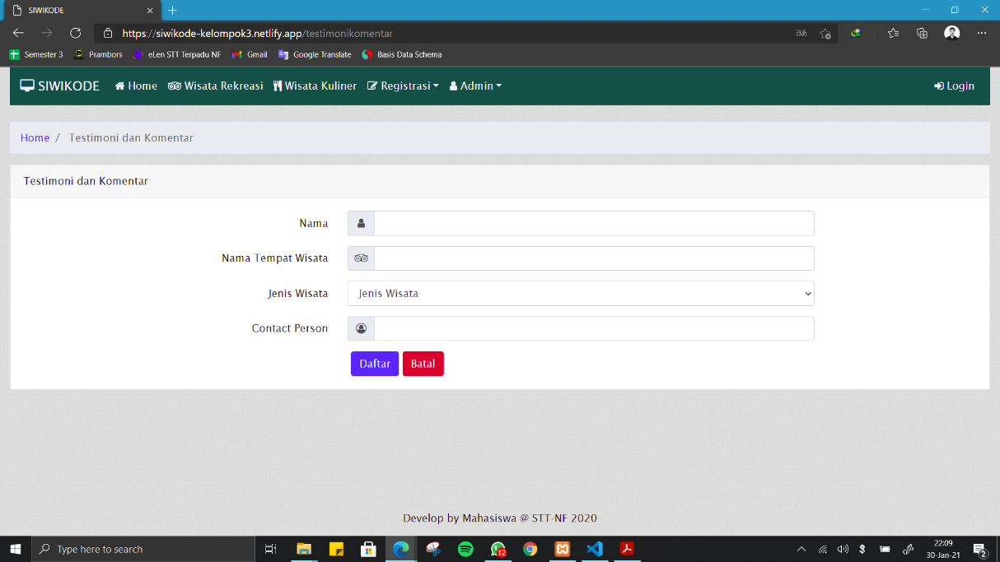 SIWIKODE
https://siwikode-kelompok3.netlify.app/testimonikomentar
Semester 3 Prambors eLen STT Terpadu NF Gmail Google Translate Basis Data Schema
SIWIKODE Home Wisata Rekreasi Wisata Kuliner Registrasi Admin Login
Home / Testimoni dan Komentar
Testimoni dan Komentar
Nama
Nama Tempat Wisata
Jenis Wisata Jenis Wisata
Contact Person
Daftar Batal
Develop by Mahasiswa @ STT-NF 2020
Type here to search
12
22:09
30-Jan-21
2